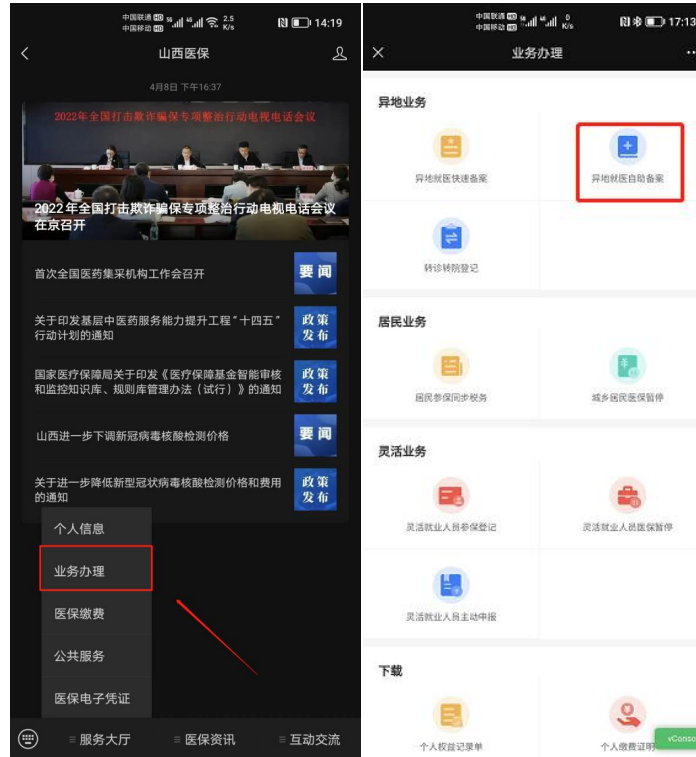 中国联通 HD 5G 4G 2.5
中国移动 HD K/s
14:19
山西医保
4月8日 下午16:37
2022年全国打击欺诈骗保专项整治行动电视电话会议
2022年全国打击欺诈骗保专项整治行动电视电话会议
在京召开
首次全国医药集采机构工作会召开
要闻
关于印发基层中医药服务能力提升工程“十四五”
行动计划的通知
政策
发布
国家医疗保障局关于印发《医疗保障基金智能审核
和监控知识库、规则库管理办法（试行）》的通知
政策
发布
山西进一步下调新冠病毒核酸检测价格
要闻
关于进一步降低新型冠状病毒核酸检测价格和费用
的通知
政策
发布
个人信息
业务办理
医保缴费
公共服务
医保电子凭证
服务大厅
医保资讯
互动交流
中国联通 HD 5G 4G 0
中国移动 HD K/s
17:13
业务办理
异地业务
异地就医快速备案
异地就医自助备案
转诊转院登记
居民业务
居民参保同步税务
城乡居民医保暂停
灵活业务
灵活就业人员参保登记
灵活就业人员医保暂停
灵活就业人员主动申报
下载
个人权益记录单
个人缴费证明
vConso